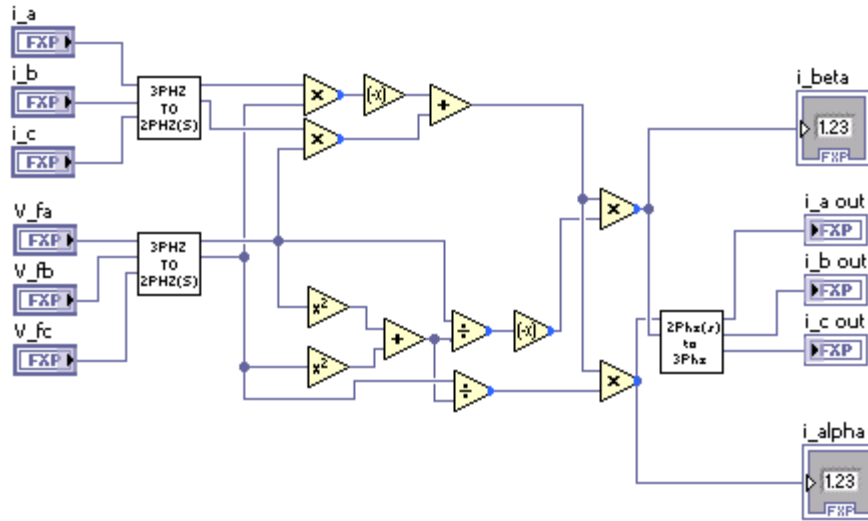 i_a
FXP
i_b
FXP
i_c
FXP
3PHZ
TO
2PHZ(S)
×
(-x)
+
×
i_beta
1.23
FXP
V_fa
FXP
V_fb
FXP
V_fc
FXP
3PHZ
TO
2PHZ(S)
x²
x²
+
÷
(-x)
÷
×
×
2Phz(s)
to
3Phz
i_a out
FXP
i_b out
FXP
i_c out
FXP
i_alpha
1.23
FXP